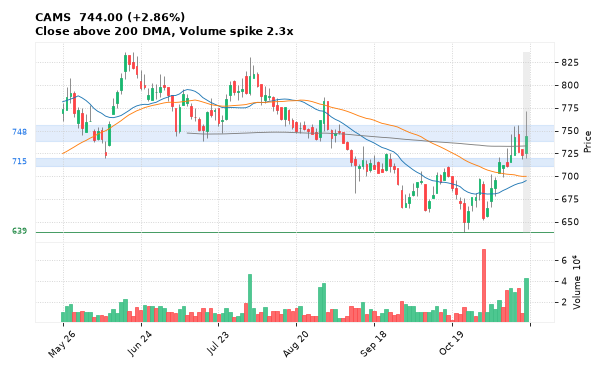 CAMS 744.00 (+2.86%)
Close above 200 DMA, Volume spike 2.3x
825
800
775
750
725
700
675
650
Price
748
715
639
6
4
2
Volume 10⁶
May 26
Jun 24
Jul 23
Aug 20
Sep 18
Oct 19